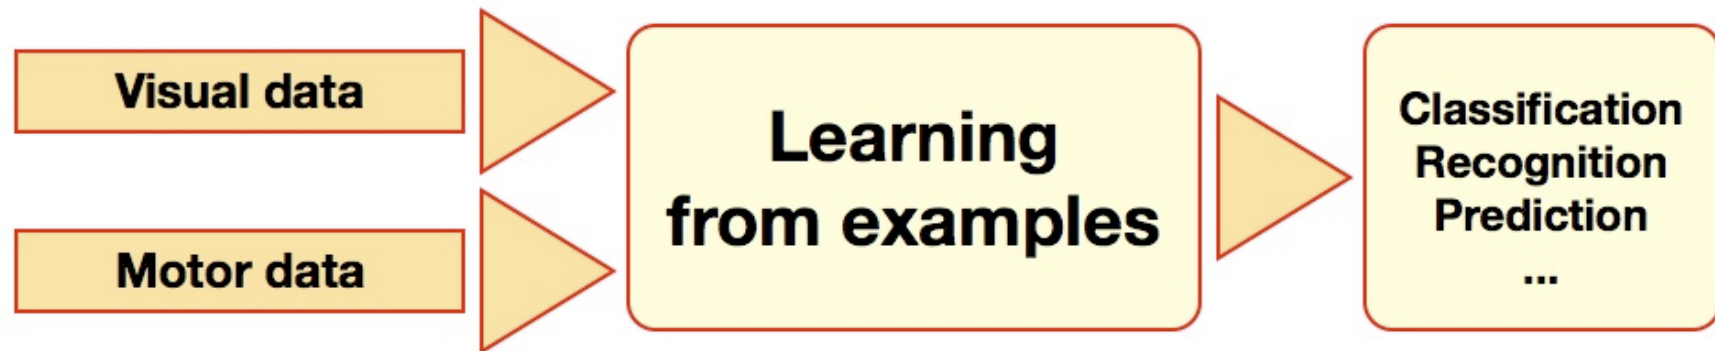 Visual data
Motor data
Learning
from examples
Classification
Recognition
Prediction
...